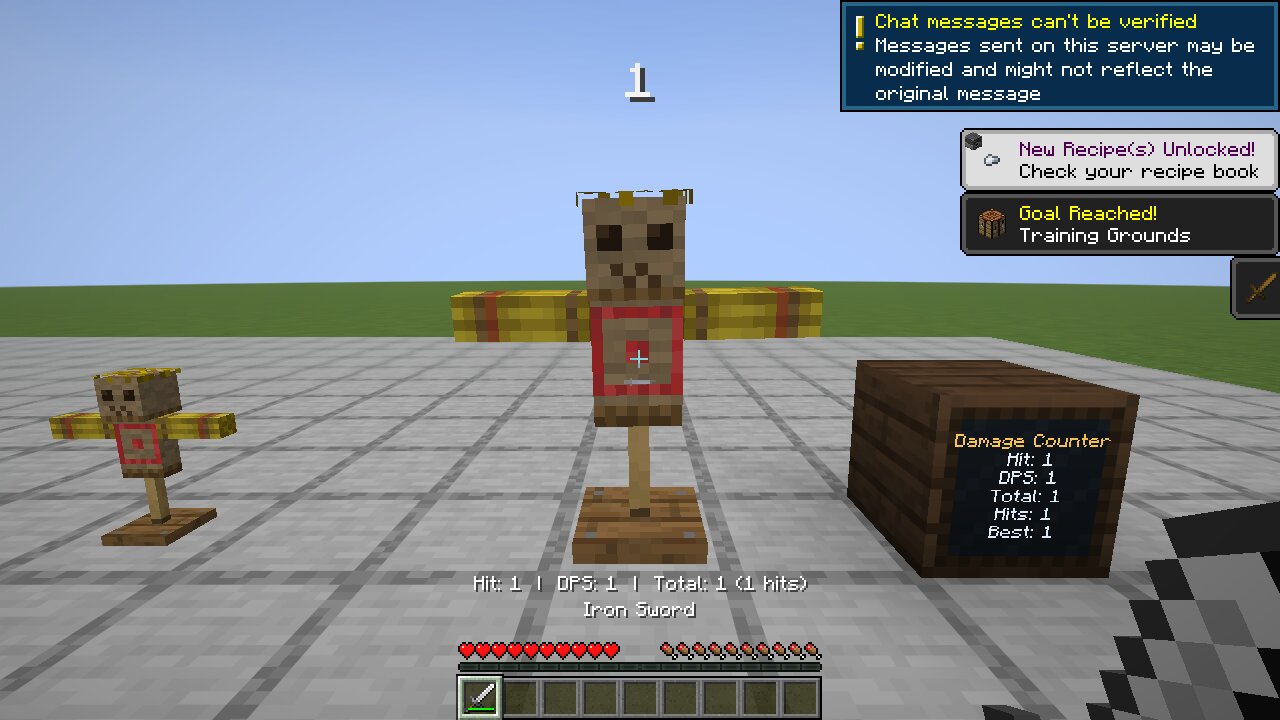 Chat messages can't be verified
Messages sent on this server may be
modified and might not reflect the
original message
1
New Recipe(s) Unlocked!
Check your recipe book
Goal Reached!
Training Grounds
Damage Counter
Hit: 1
DPS: 1
Total: 1
Hits: 1
Best: 1
Hit: 1 | DPS: 1 | Total: 1 (1 hits)
Iron Sword